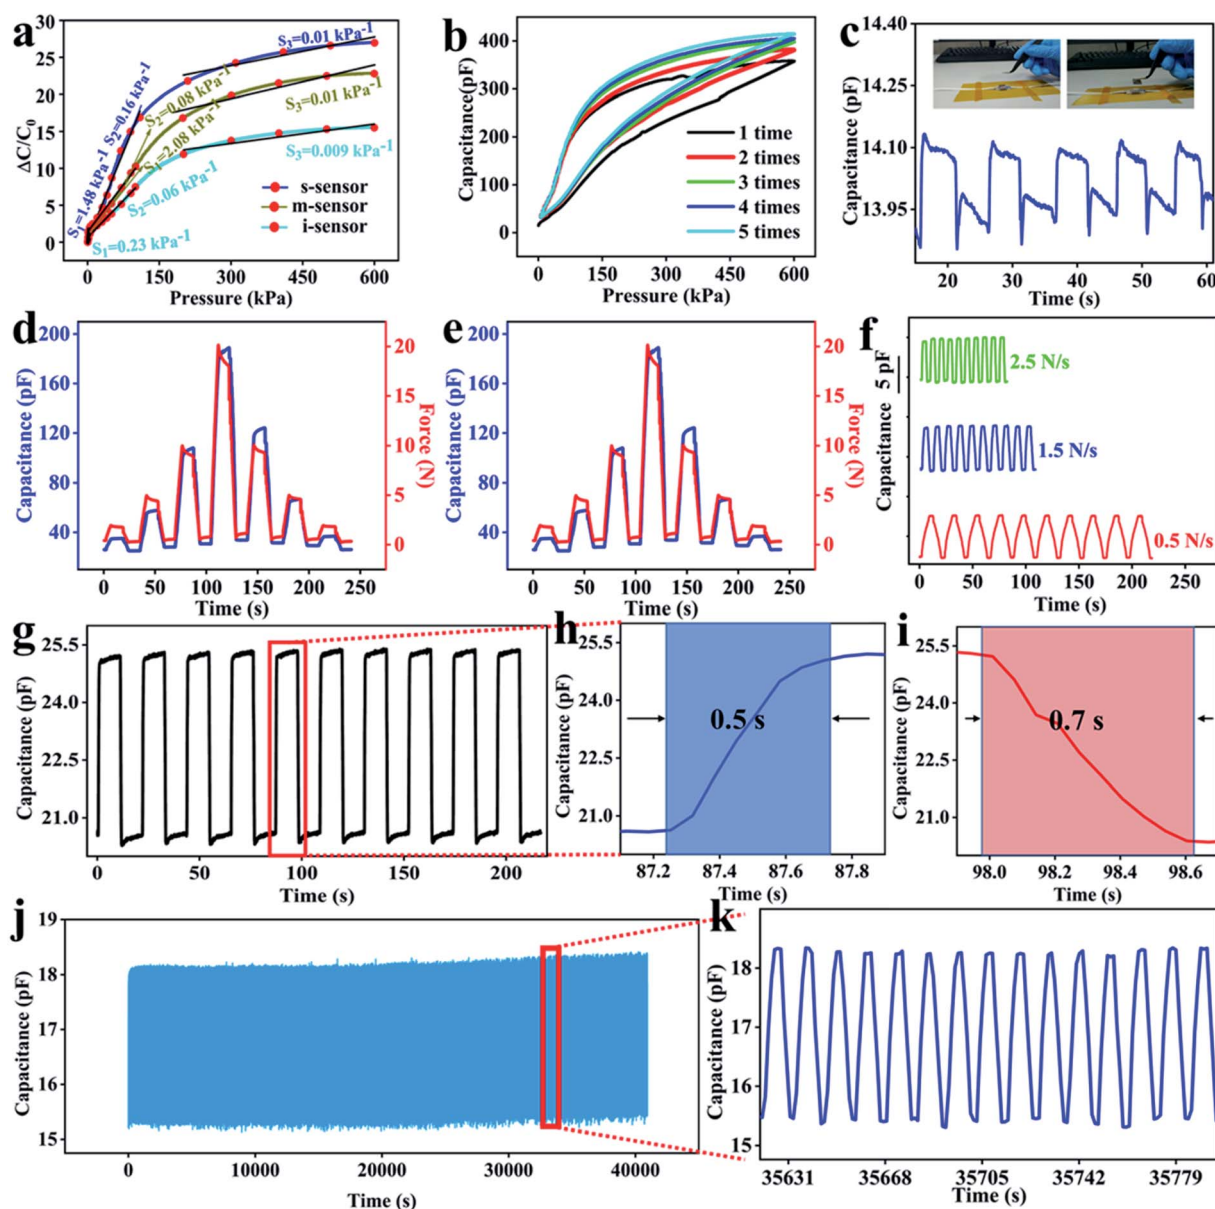 a
30
25
20
15
10
5
0
ΔC/C0
S1=1.48 kPa-1
S2=0.16 kPa-1
S3=0.01 kPa-1
S2=0.08 kPa-1
S1=2.08 kPa-1
S3=0.01 kPa-1
S3=0.009 kPa-1
S2=0.06 kPa-1
S1=0.23 kPa-1
s-sensor
m-sensor
i-sensor
0 150 300 450 600
Pressure (kPa)
b
400
300
200
100
0
Capacitance(pF)
1 time
2 times
3 times
4 times
5 times
0 150 300 450 600
Pressure (kPa)
c
14.40
14.25
14.10
13.95
Capacitance (pF)
20 30 40 50 60
Time (s)
d
200
160
120
80
40
Capacitance (pF)
20
15
10
5
0
Force (N)
0 50 100 150 200 250
Time (s)
e
200
160
120
80
40
Capacitance (pF)
20
15
10
5
0
Force (N)
0 50 100 150 200 250
Time (s)
f
Capacitance 5 pF
2.5 N/s
1.5 N/s
0.5 N/s
0 50 100 150 200 250
Time (s)
g
25.5
24.0
22.5
21.0
Capacitance (pF)
0 50 100 150 200
Time (s)
h
25.5
24.0
22.5
21.0
Capacitance (pF)
0.5 s
87.2 87.4 87.6 87.8
Time (s)
i
25.5
24.0
22.5
21.0
Capacitance (pF)
0.7 s
98.0 98.2 98.4 98.6
Time (s)
j
19
18
17
16
15
Capacitance (pF)
0 10000 20000 30000 40000
Time (s)
k
18
17
16
15
Capacitance (pF)
35631 35668 35705 35742 35779
Time (s)